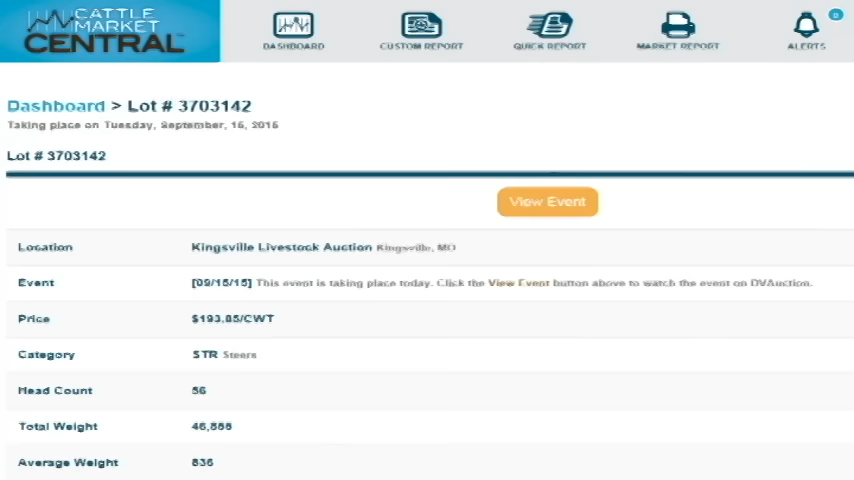 CATTLE
MARKET
CENTRAL™
DASHBOARD
CUSTOM REPORT
QUICK REPORT
MARKET REPORT
ALERTS
0
Dashboard > Lot # 3703142
Taking place on Tuesday, September, 15, 2015
Lot # 3703142
View Event
Location Kingsville Livestock Auction Kingsville, MO
Event [09/15/15] This event is taking place today. Click the View Event button above to watch the event on DVAuction.
Price $193.85/CWT
Category STR Steers
Head Count 56
Total Weight
Average Weight 836